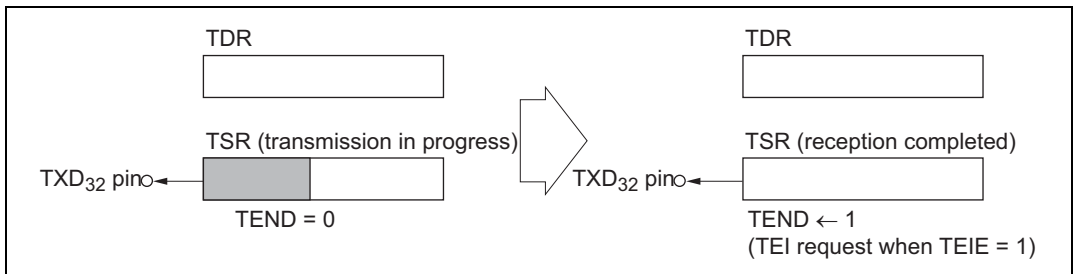 TDR
TSR (transmission in progress)
TXD32 pin
TEND = 0
TDR
TSR (reception completed)
TXD32 pin
TEND ← 1
(TEI request when TEIE = 1)